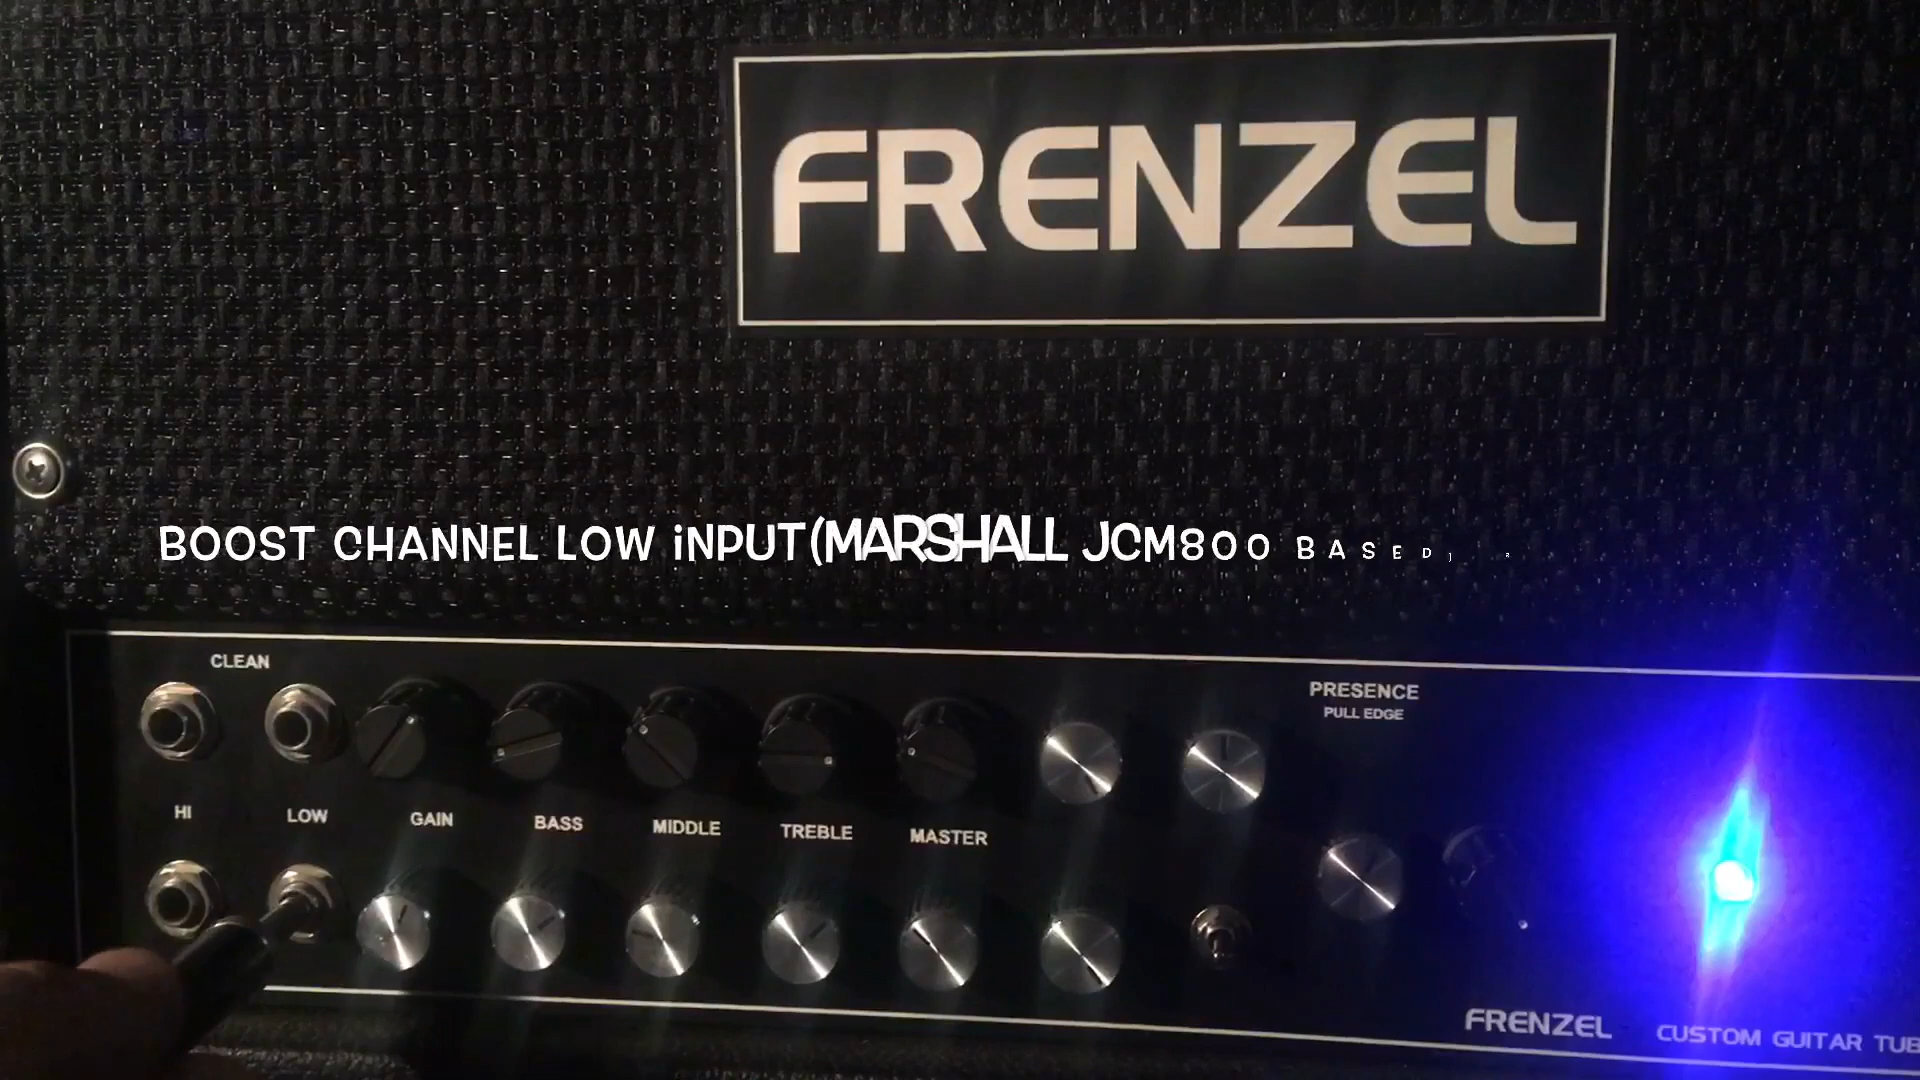 FRENZEL
BOOST CHANNEL LOW iNPUT(MARSHALL JCM800 BASED)
CLEAN
PRESENCE
PULL EDGE
HI LOW GAIN BASS MIDDLE TREBLE MASTER
FRENZEL CUSTOM GUITAR TUB